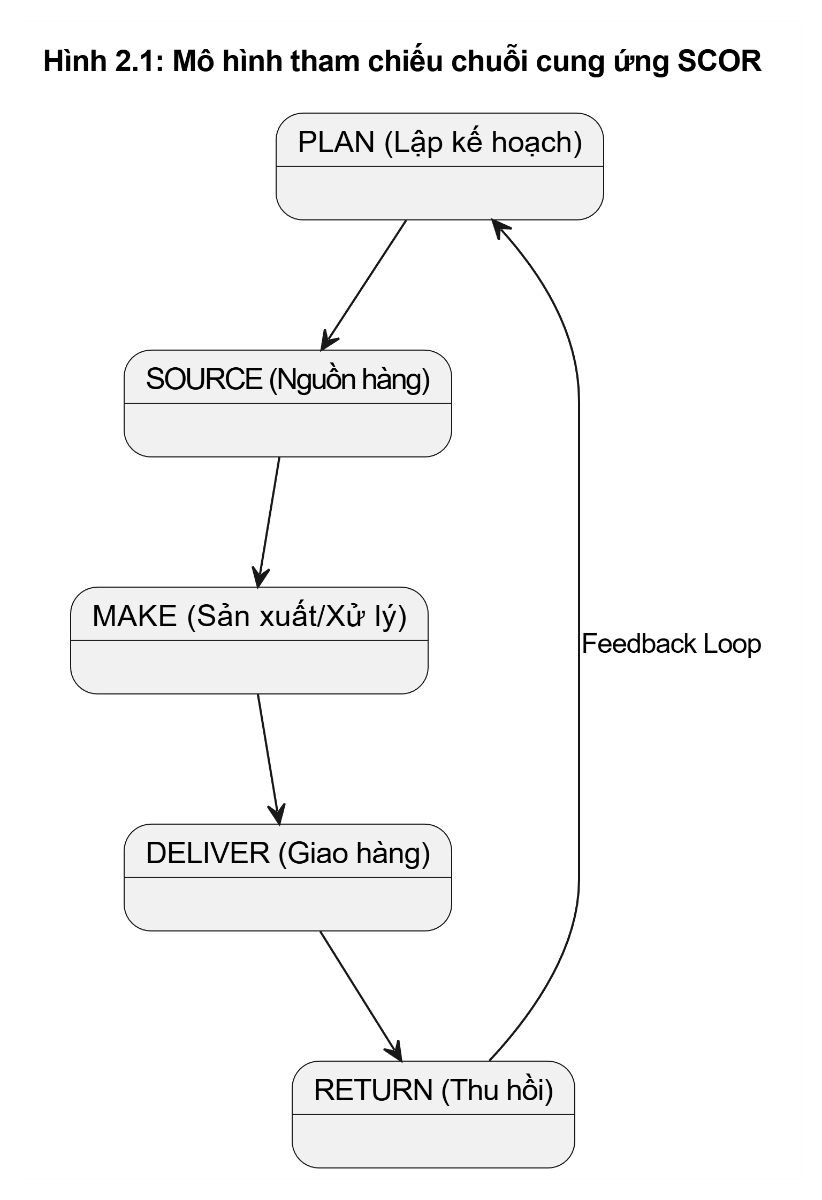 Hình 2.1: Mô hình tham chiếu chuỗi cung ứng SCOR
PLAN (Lập kế hoạch)
SOURCE (Nguồn hàng)
MAKE (Sản xuất/Xử lý)
Feedback Loop
DELIVER (Giao hàng)
RETURN (Thu hồi)